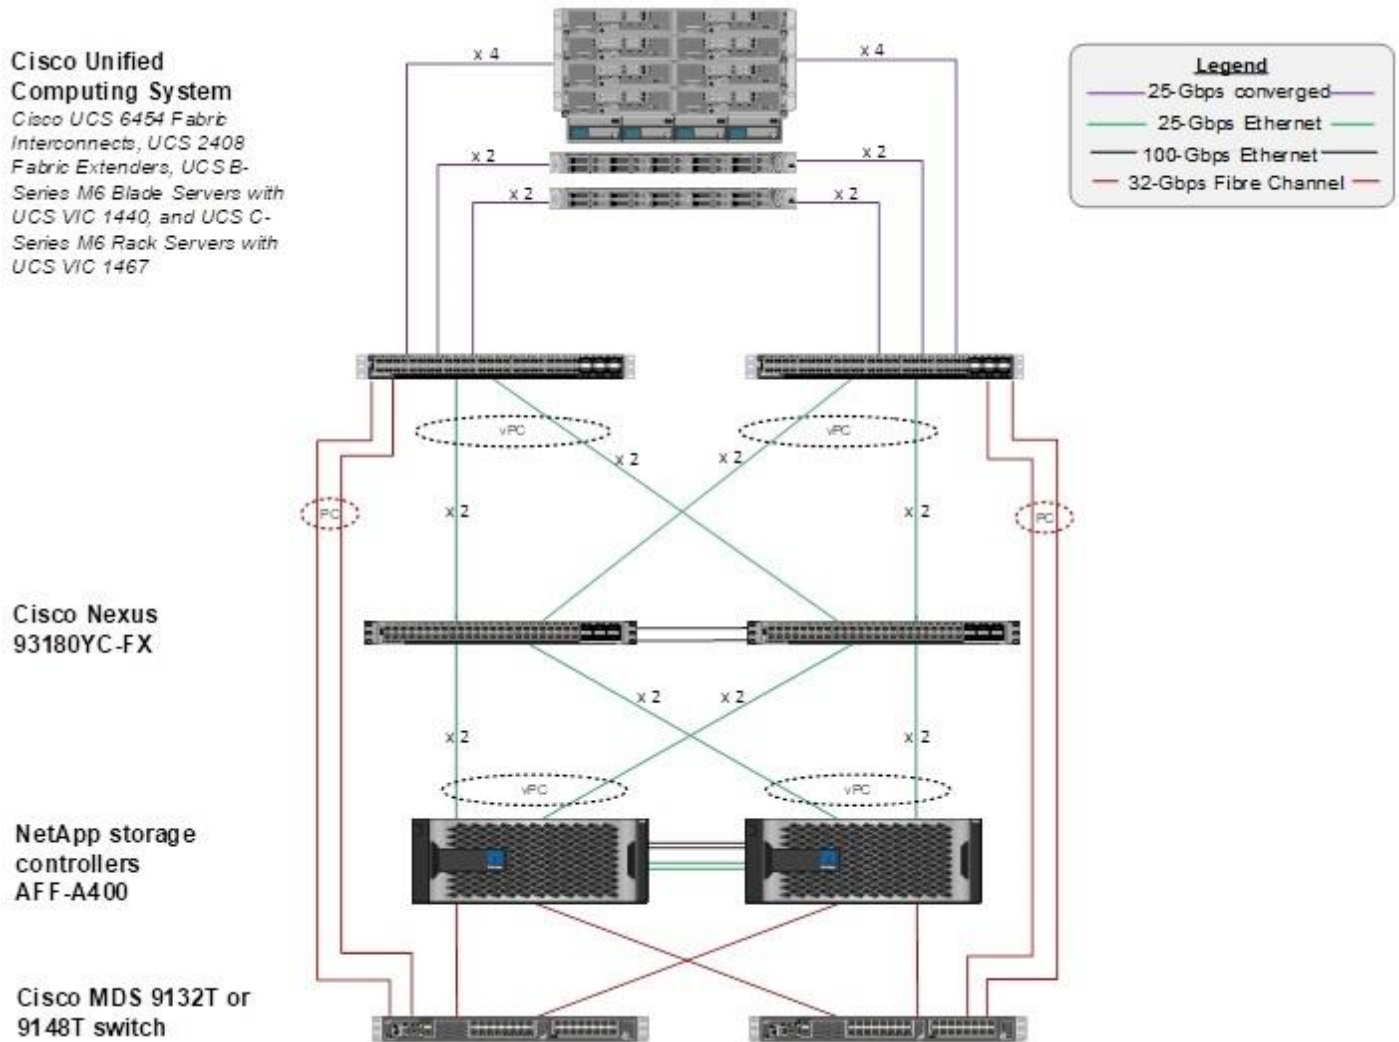 Cisco Unified
Computing System
Cisco UCS 6454 Fabric
Interconnects, UCS 2408
Fabric Extenders, UCS B-
Series M6 Blade Servers with
UCS VIC 1440, and UCS C-
Series M6 Rack Servers with
UCS VIC 1467
x 4
x 4
x 2
x 2
x 2
x 2
Legend
25-Gbps converged
25-Gbps Ethernet
100-Gbps Ethernet
32-Gbps Fibre Channel
vPC
vPC
x 2
x 2
PC
x 2
x 2
PC
Cisco Nexus
93180YC-FX
x 2
x 2
x 2
x 2
vPC
vPC
NetApp storage
controllers
AFF-A400
Cisco MDS 9132T or
9148T switch